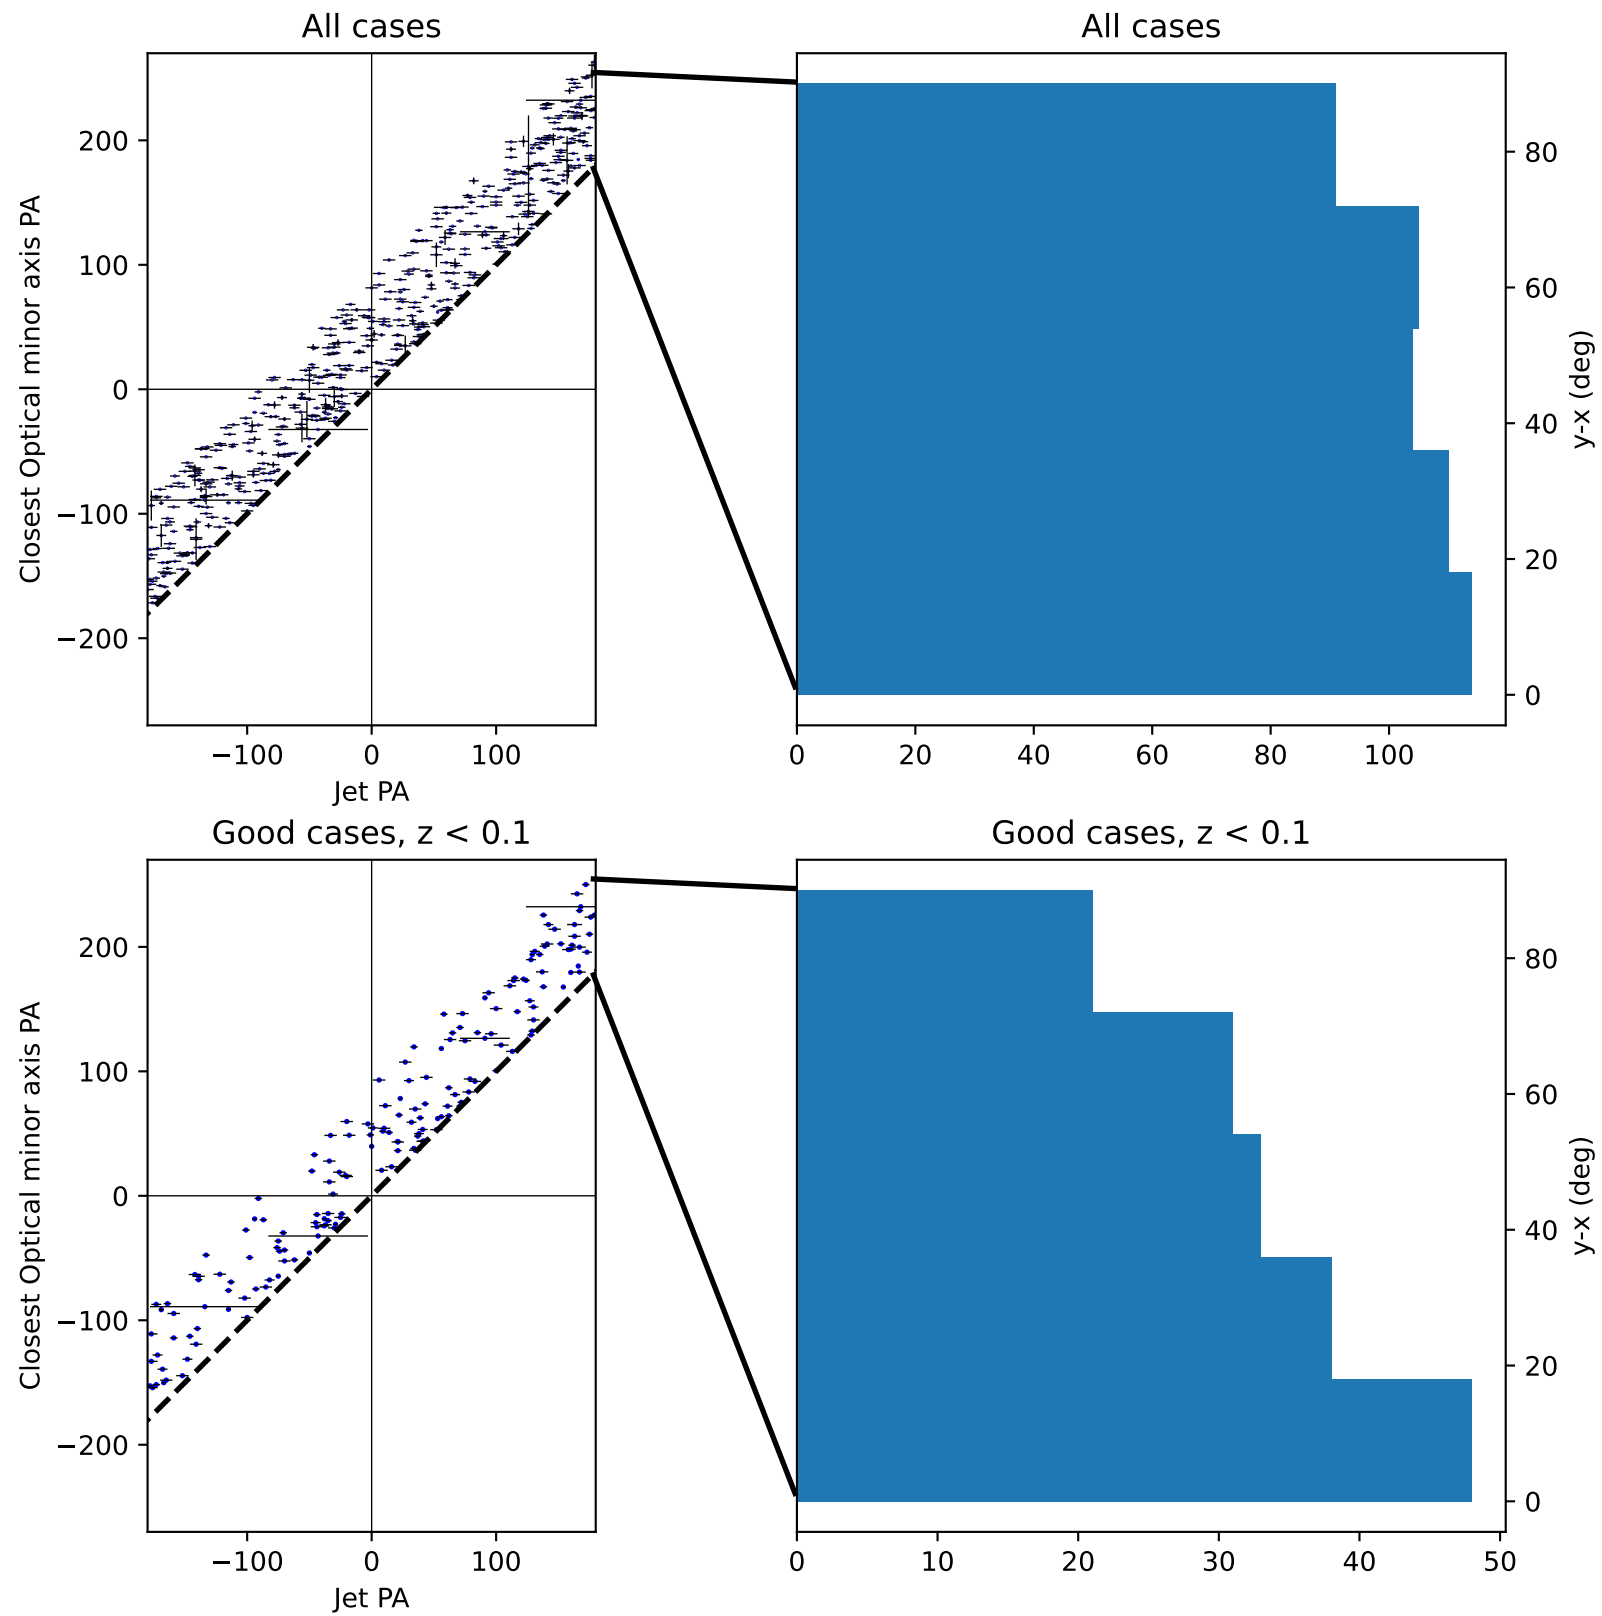 All cases
All cases
200
100
0
−100
−200
Closest Optical minor axis PA
−100 0 100
Jet PA
80
60
40
20
0
y-x (deg)
0 20 40 60 80 100
Good cases, z < 0.1
Good cases, z < 0.1
200
100
0
−100
−200
Closest Optical minor axis PA
−100 0 100
Jet PA
80
60
40
20
0
y-x (deg)
0 10 20 30 40 50